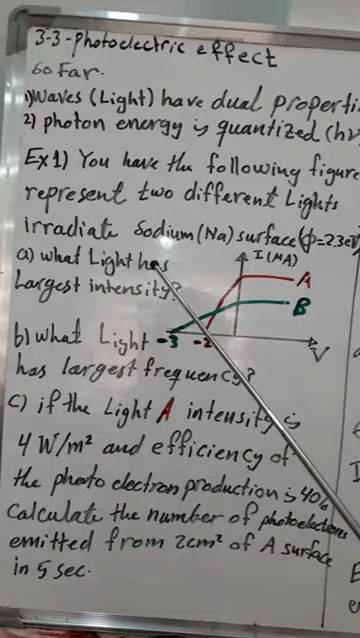 3-3-photoelectric effect
so Far.
1) Waves (Light) have dual properti
2) photon energy is quantized (hν
Ex1) You have the following figure
represent two different Lights
irradiate Sodium (Na) surface (φ=2.3eV
a) what Light has
Largest intensity?
I (MA)
A
B
-3 -2
V
b) what Light
has largest frequency?
c) if the Light A intensity is
4 W/m² and efficiency of
the photo electron production is 40%
Calculate the number of photoelectrons
emitted from 2cm² of A surface
in 5 sec.